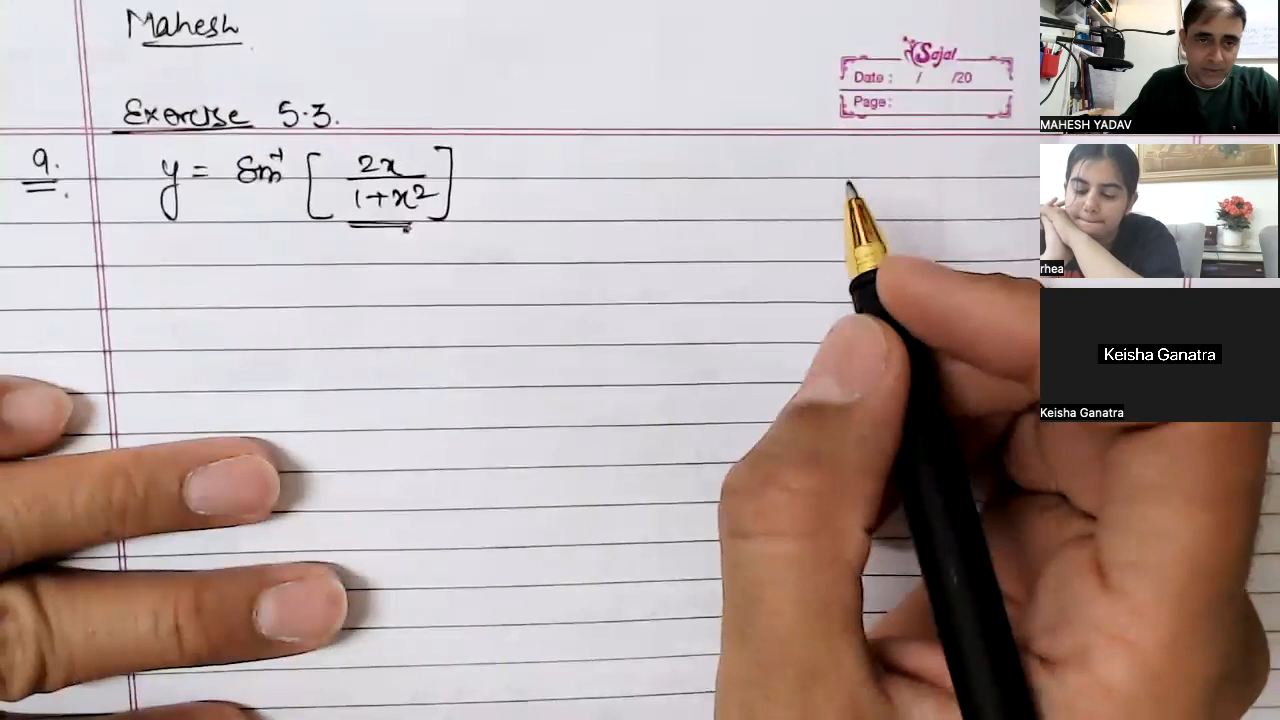 Mahesh
Exercise 5.3.
9. y = Sin⁻¹ [ 2x / 1+x² ]
Sajal
Date : / /20
Page :
MAHESH YADAV
rhea
Keisha Ganatra
Keisha Ganatra